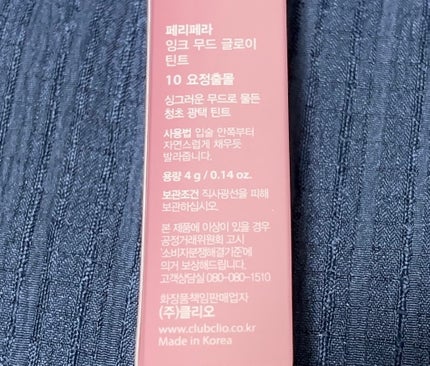 페리페라
잉크 무드 글로이
틴트
10 요정출몰
싱그러운 무드로 물든
청초 광택 틴트
사용법 입술 안쪽부터
자연스럽게 채우듯
발라줍니다.
용량 4 g / 0.14 oz.
보관조건 직사광선을 피해
보관하십시오.
본 제품에 이상이 있을 경우
공정거래위원회 고시
'소비자분쟁해결기준'에
의거 보상해드립니다.
고객상담실 080-080-1510
화장품책임판매업자
(주)클리오
www.clubclio.co.kr
Made in Korea